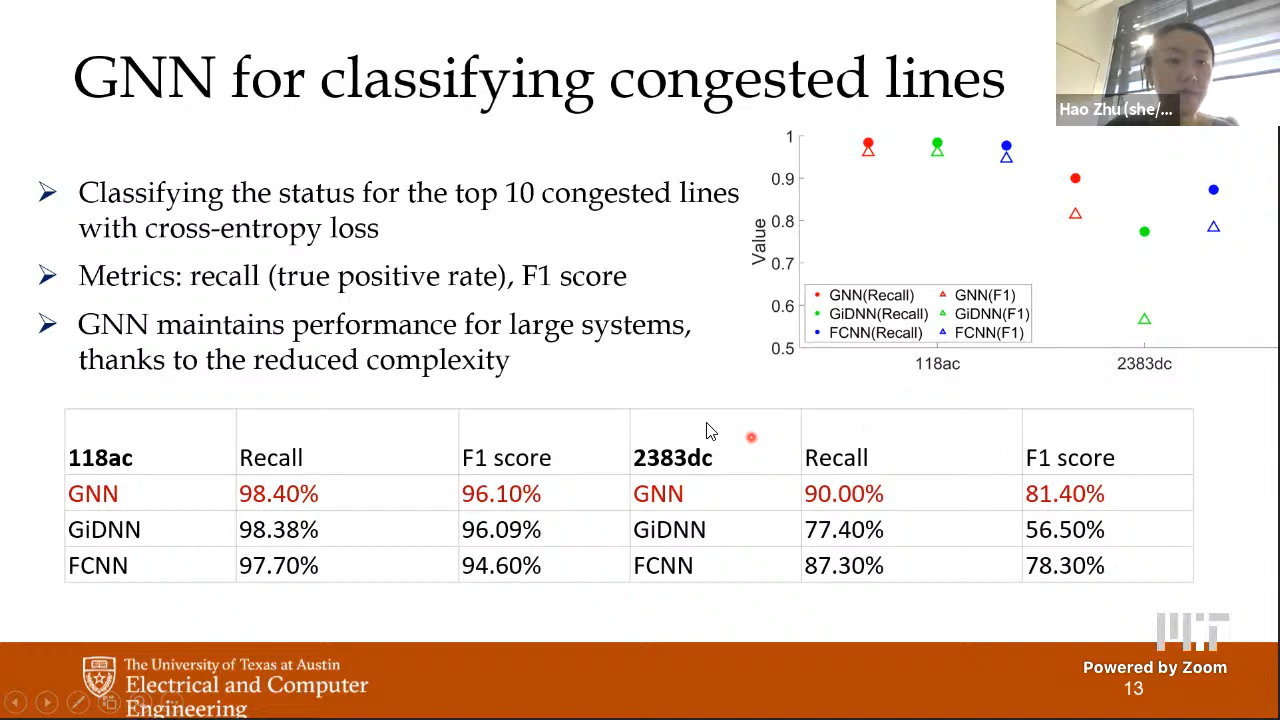 GNN for classifying congested lines
Hao Zhu (she/...
Classifying the status for the top 10 congested lines
with cross-entropy loss
Metrics: recall (true positive rate), F1 score
GNN maintains performance for large systems,
thanks to the reduced complexity
1
0.9
0.8
0.7
0.6
0.5
Value
GNN(Recall) GNN(F1)
GiDNN(Recall) GiDNN(F1)
FCNN(Recall) FCNN(F1)
118ac 2383dc
118ac Recall F1 score 2383dc Recall F1 score
GNN 98.40% 96.10% GNN 90.00% 81.40%
GiDNN 98.38% 96.09% GiDNN 77.40% 56.50%
FCNN 97.70% 94.60% FCNN 87.30% 78.30%
MIT
Powered by Zoom
13
The University of Texas at Austin
Electrical and Computer
Engineering